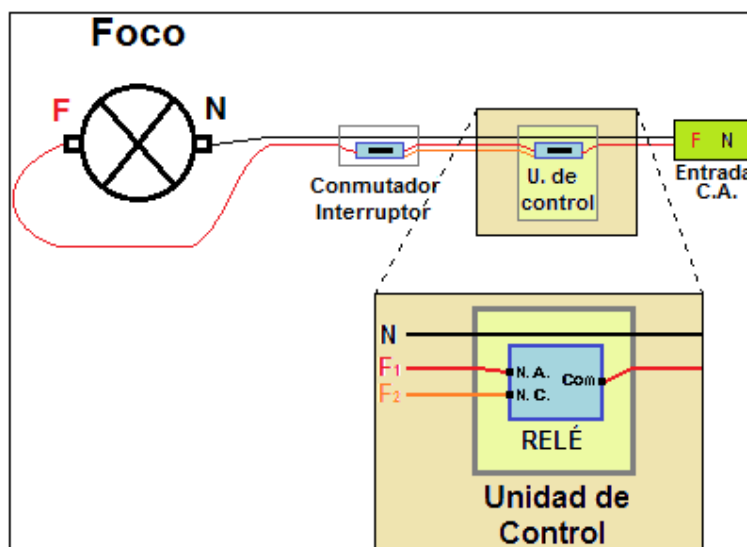 Foco
F
N
Conmutador
Interruptor
U. de
control
F N
Entrada
C.A.
N
F1
F2
N.A.
N.C.
Com
RELÉ
Unidad de
Control